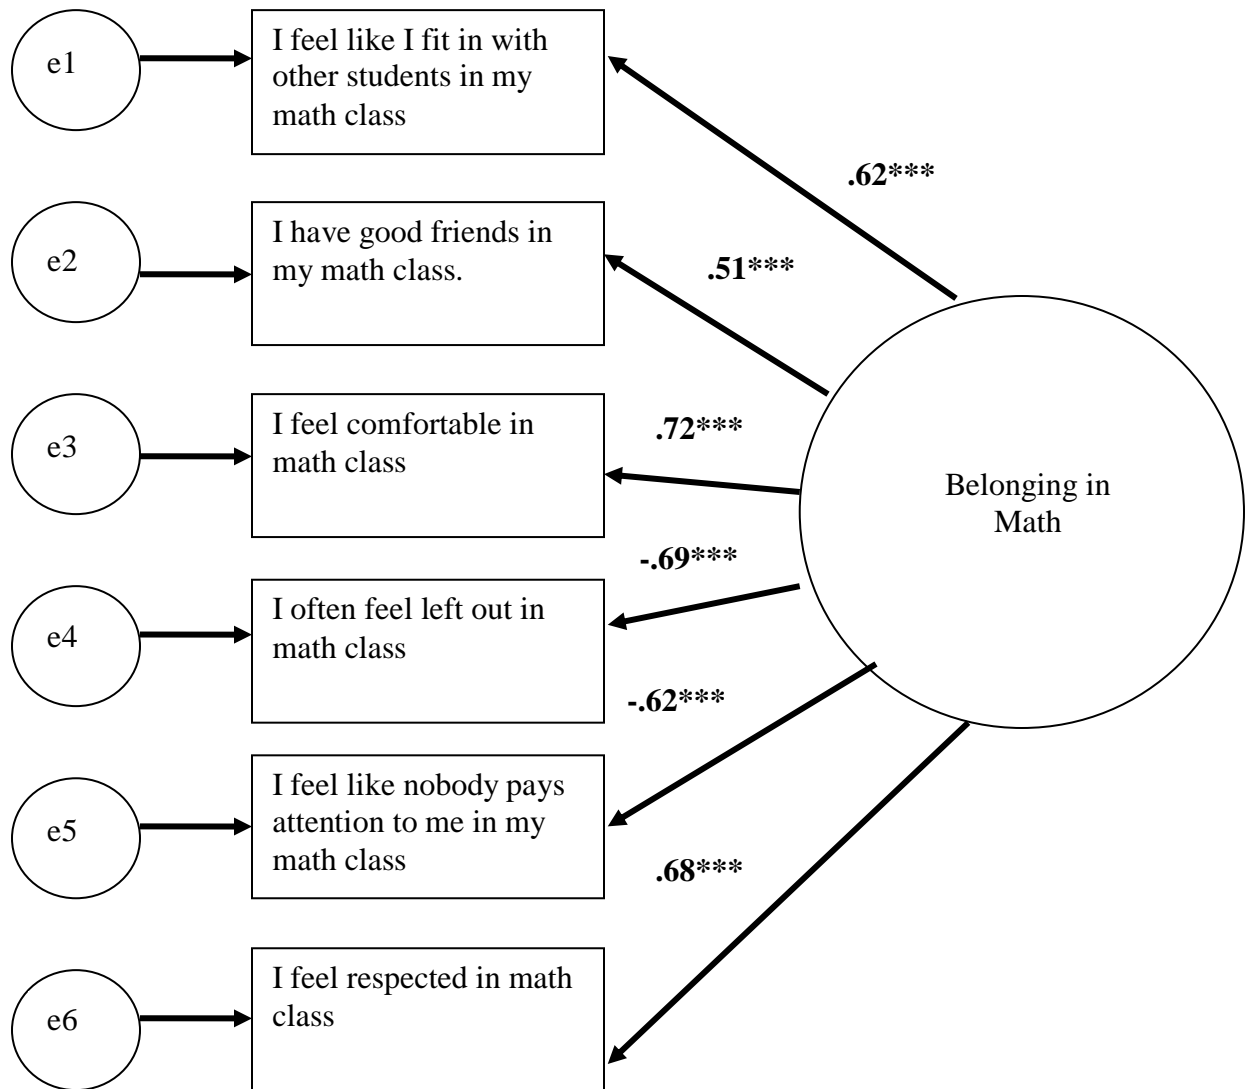 e1
I feel like I fit in with
other students in my
math class
.62***
e2
I have good friends in
my math class.
.51***
e3
I feel comfortable in
math class
.72***
Belonging in
Math
e4
I often feel left out in
math class
-.69***
e5
I feel like nobody pays
attention to me in my
math class
-.62***
e6
I feel respected in math
class
.68***